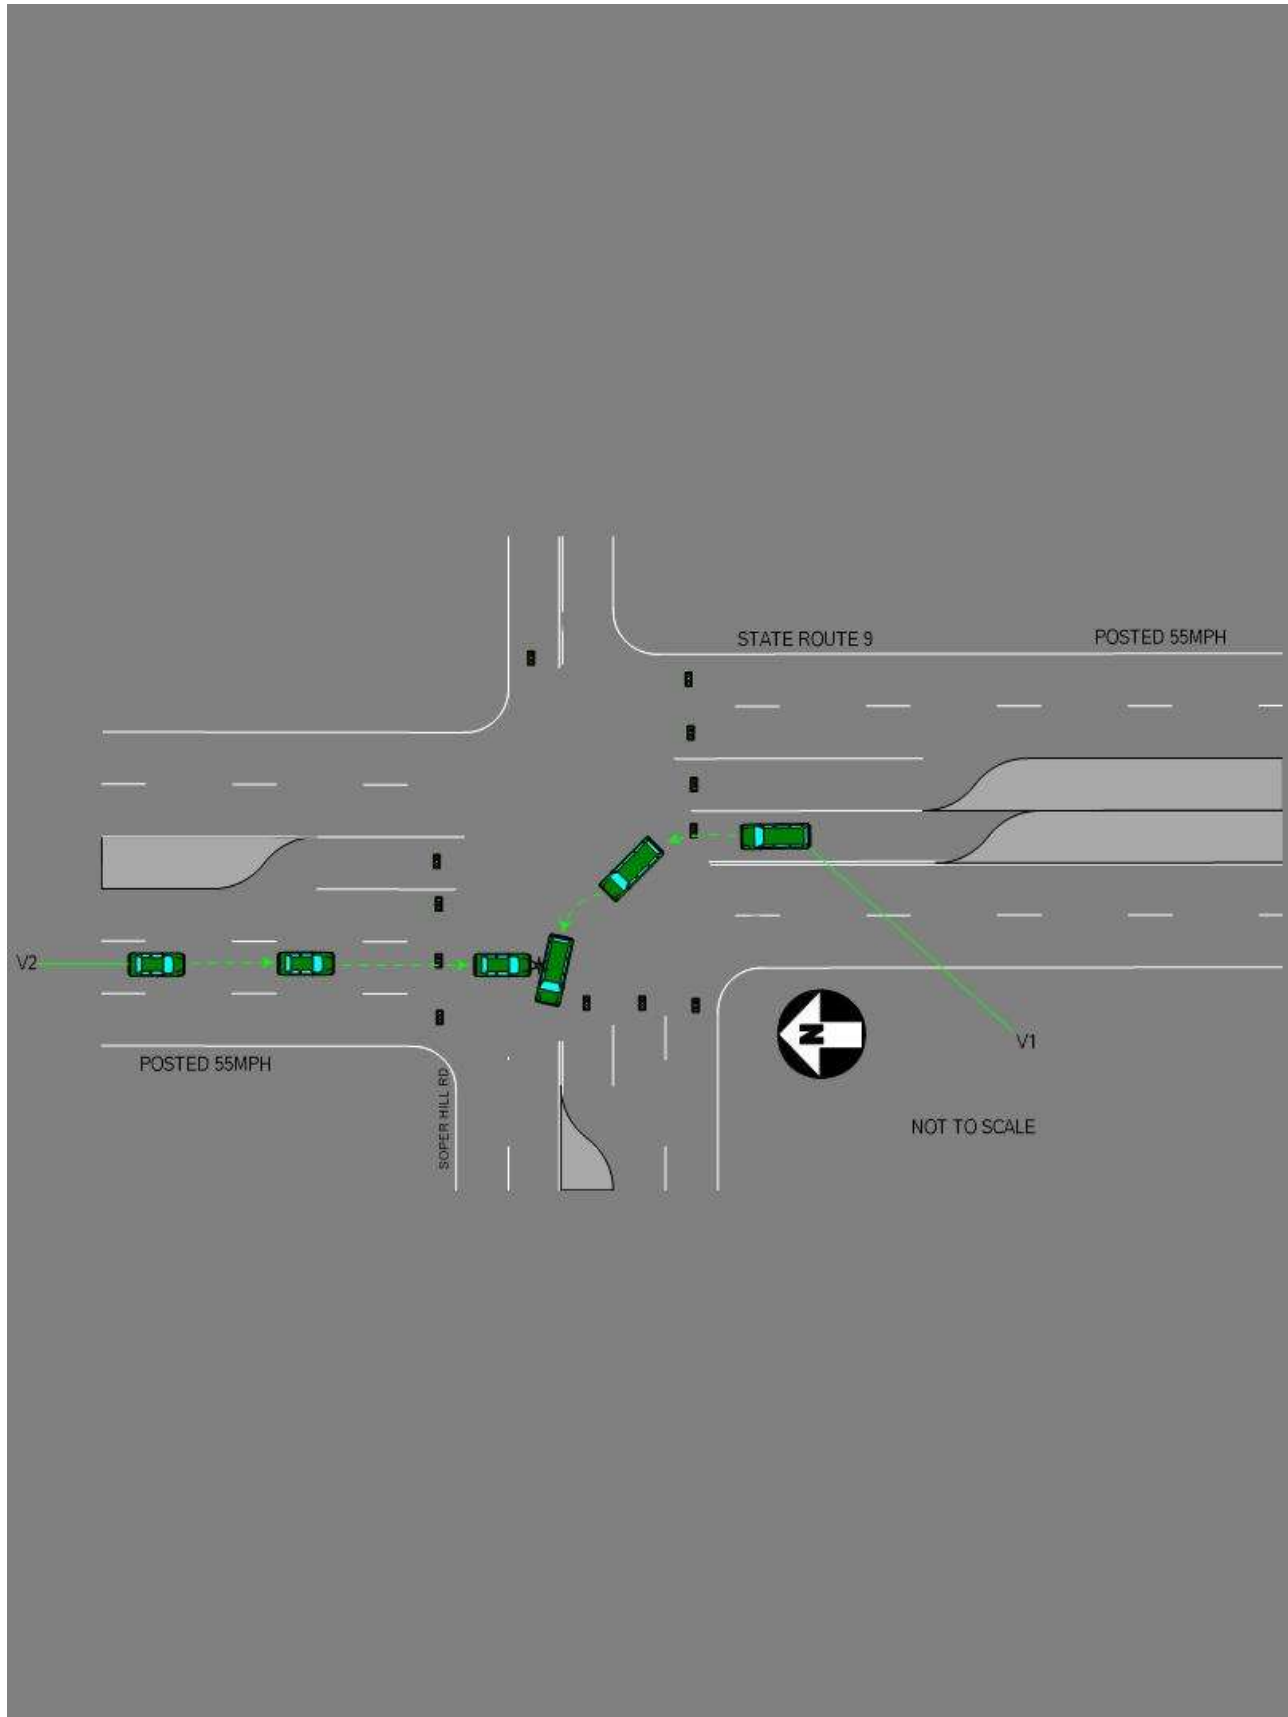 STATE ROUTE 9
POSTED 55MPH
V2
N
V1
POSTED 55MPH
SOPER HILL RD
NOT TO SCALE